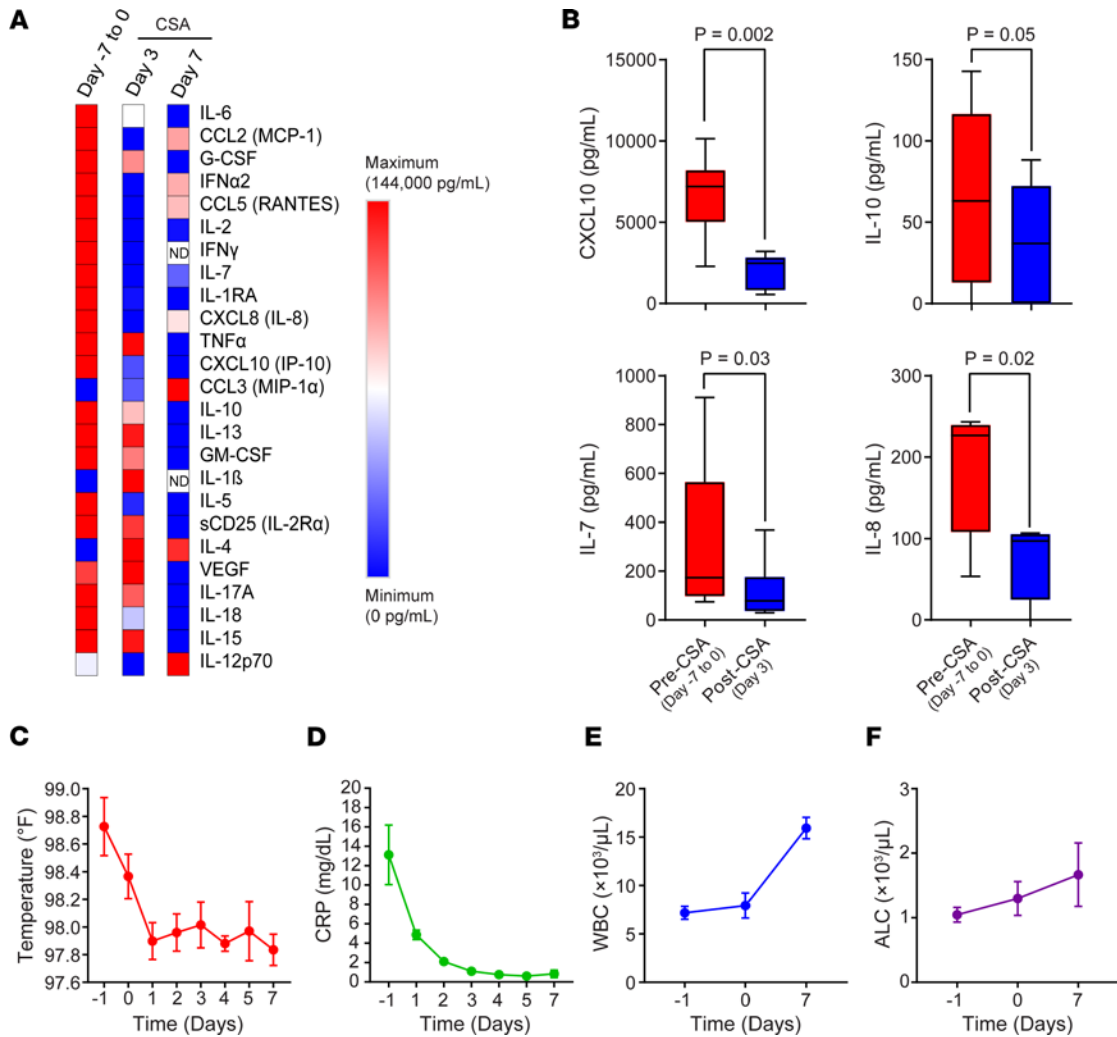 A
CSA
Day -7 to 0
Day 3
Day 7
IL-6
CCL2 (MCP-1)
G-CSF
IFNα2
CCL5 (RANTES)
IL-2
ND
IFNγ
IL-7
IL-1RA
CXCL8 (IL-8)
TNFα
CXCL10 (IP-10)
CCL3 (MIP-1α)
IL-10
IL-13
GM-CSF
ND
IL-1ß
IL-5
sCD25 (IL-2Rα)
IL-4
VEGF
IL-17A
IL-18
IL-15
IL-12p70
Maximum
(144,000 pg/mL)
Minimum
(0 pg/mL)
B
P = 0.002
CXCL10 (pg/mL)
15000
10000
5000
0
P = 0.05
IL-10 (pg/mL)
150
100
50
0
P = 0.03
IL-7 (pg/mL)
1000
800
600
400
200
0
Pre-CSA
(Day -7 to 0)
Post-CSA
(Day 3)
P = 0.02
IL-8 (pg/mL)
300
200
100
0
Pre-CSA
(Day -7 to 0)
Post-CSA
(Day 3)
C
Temperature (°F)
99.0
98.8
98.6
98.4
98.2
98.0
97.8
97.6
-1 0 1 2 3 4 5 7
Time (Days)
D
CRP (mg/dL)
20
18
16
14
12
10
8
6
4
2
0
-1 1 2 3 4 5 7
Time (Days)
E
WBC (×10³/µL)
20
15
10
5
0
-1 0 7
Time (Days)
F
ALC (×10³/µL)
3
2
1
0
-1 0 7
Time (Days)